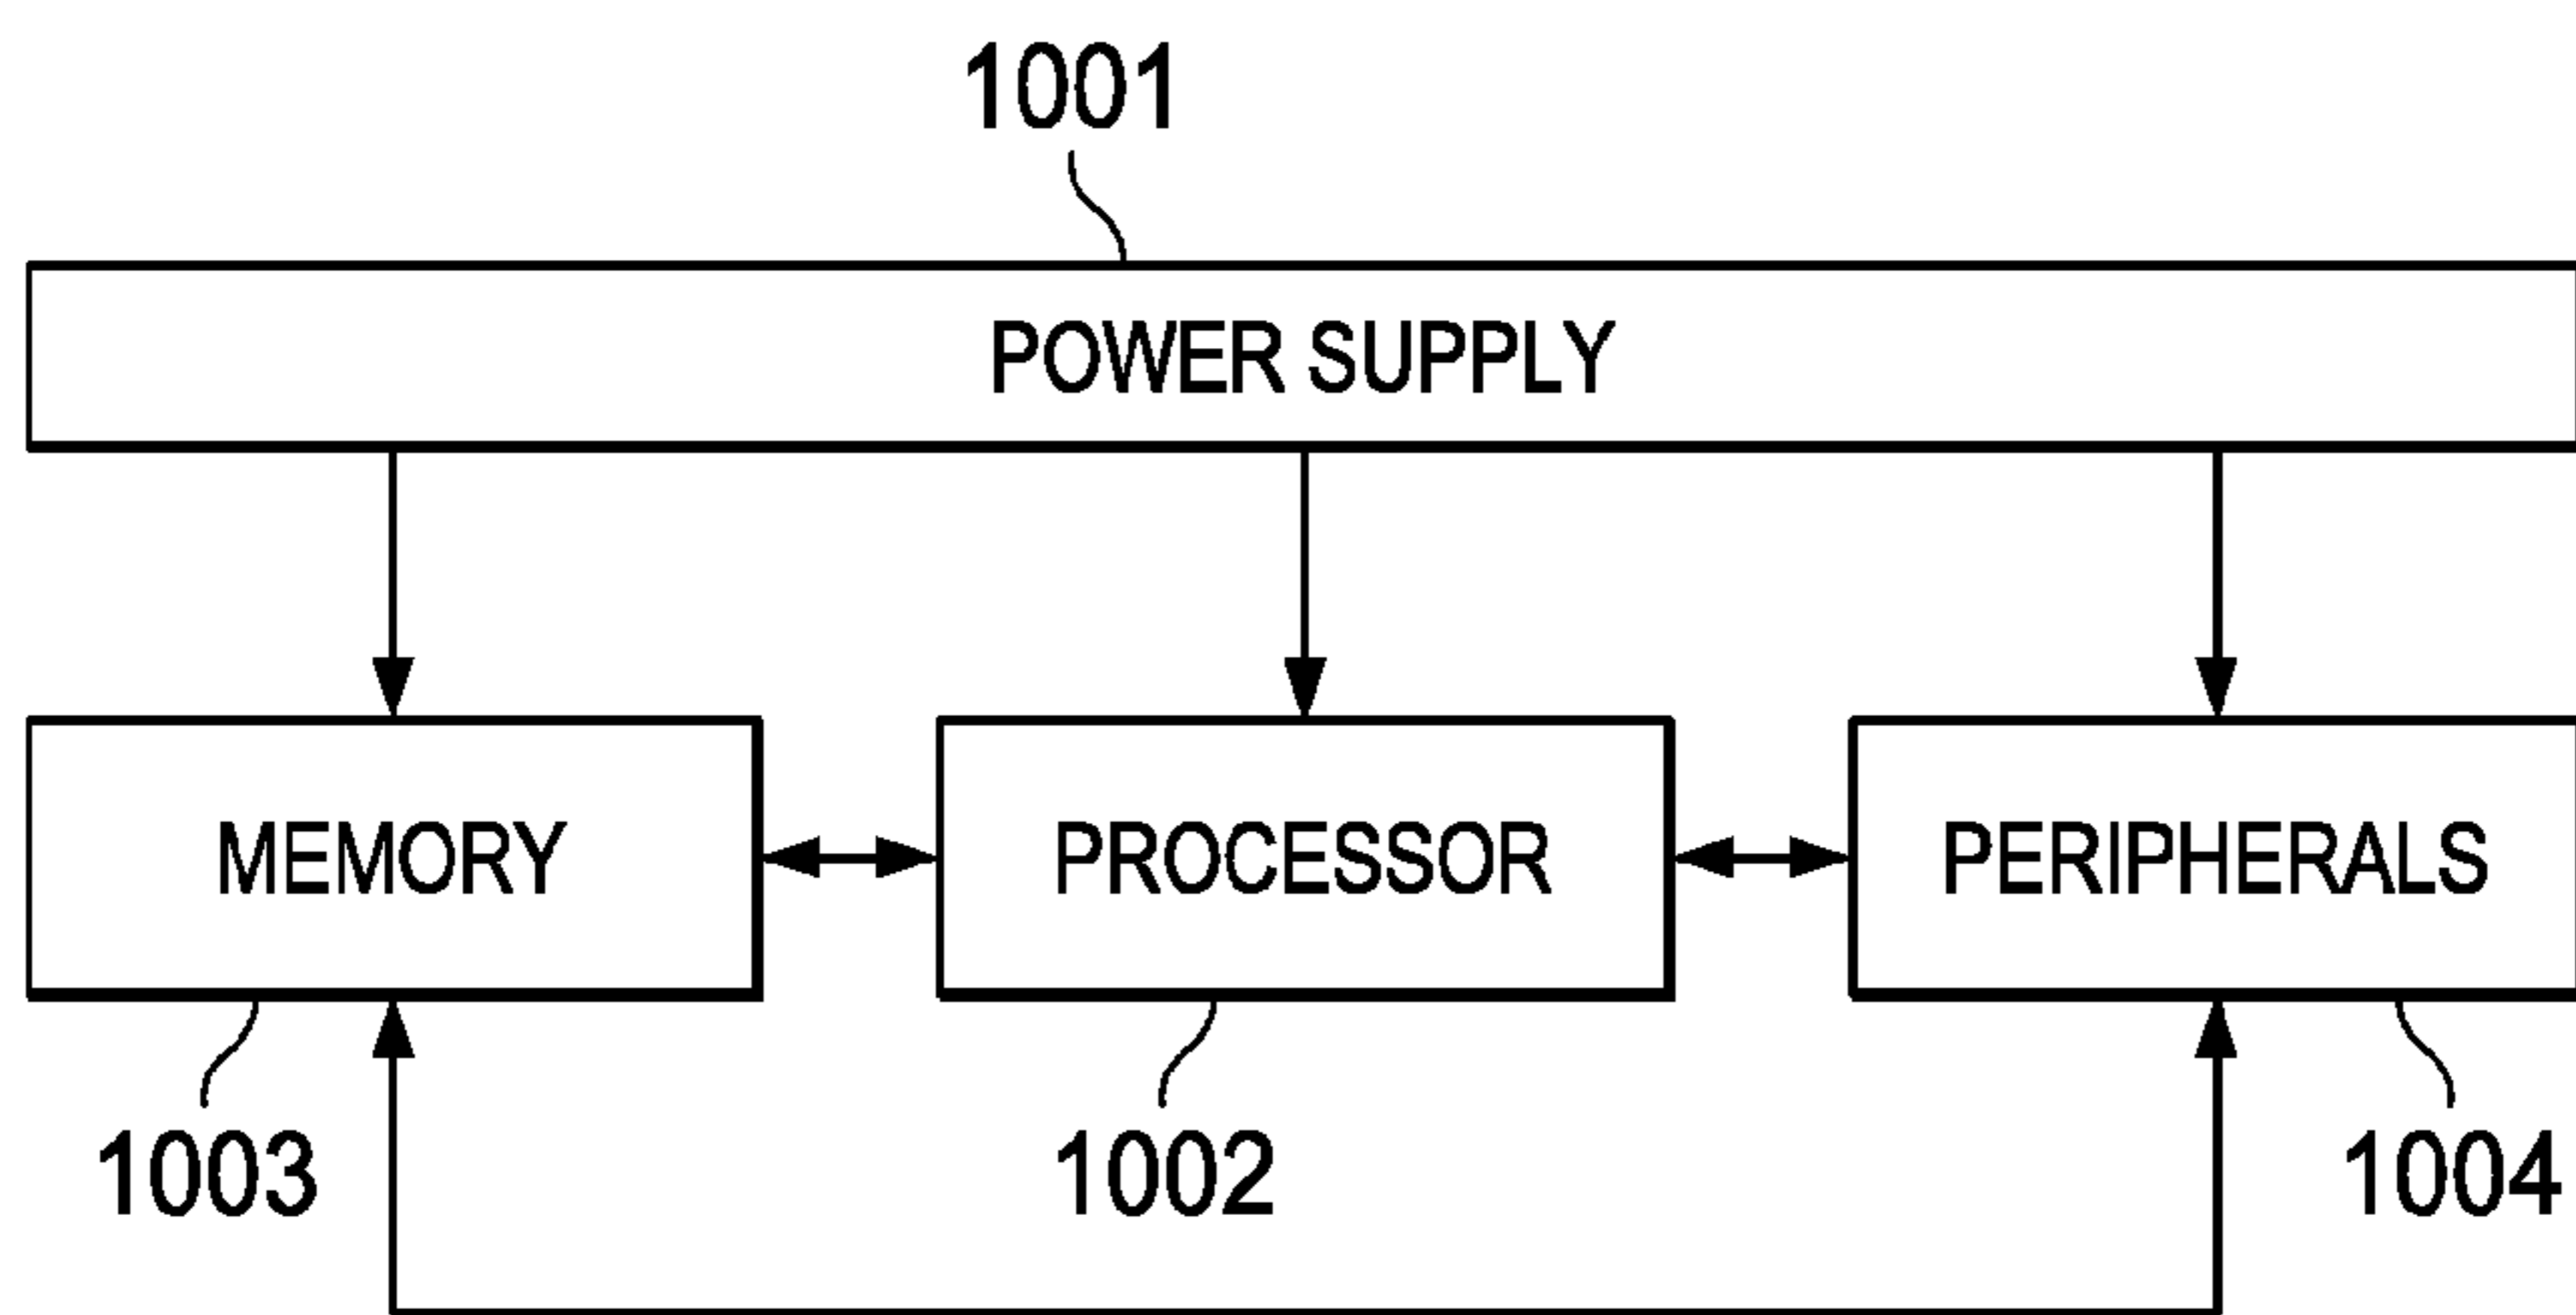 1001
POWER SUPPLY
MEMORY
PROCESSOR
PERIPHERALS
1003
1002
1004